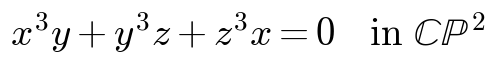 x³y + y³z + z³x = 0   in ℂℙ²